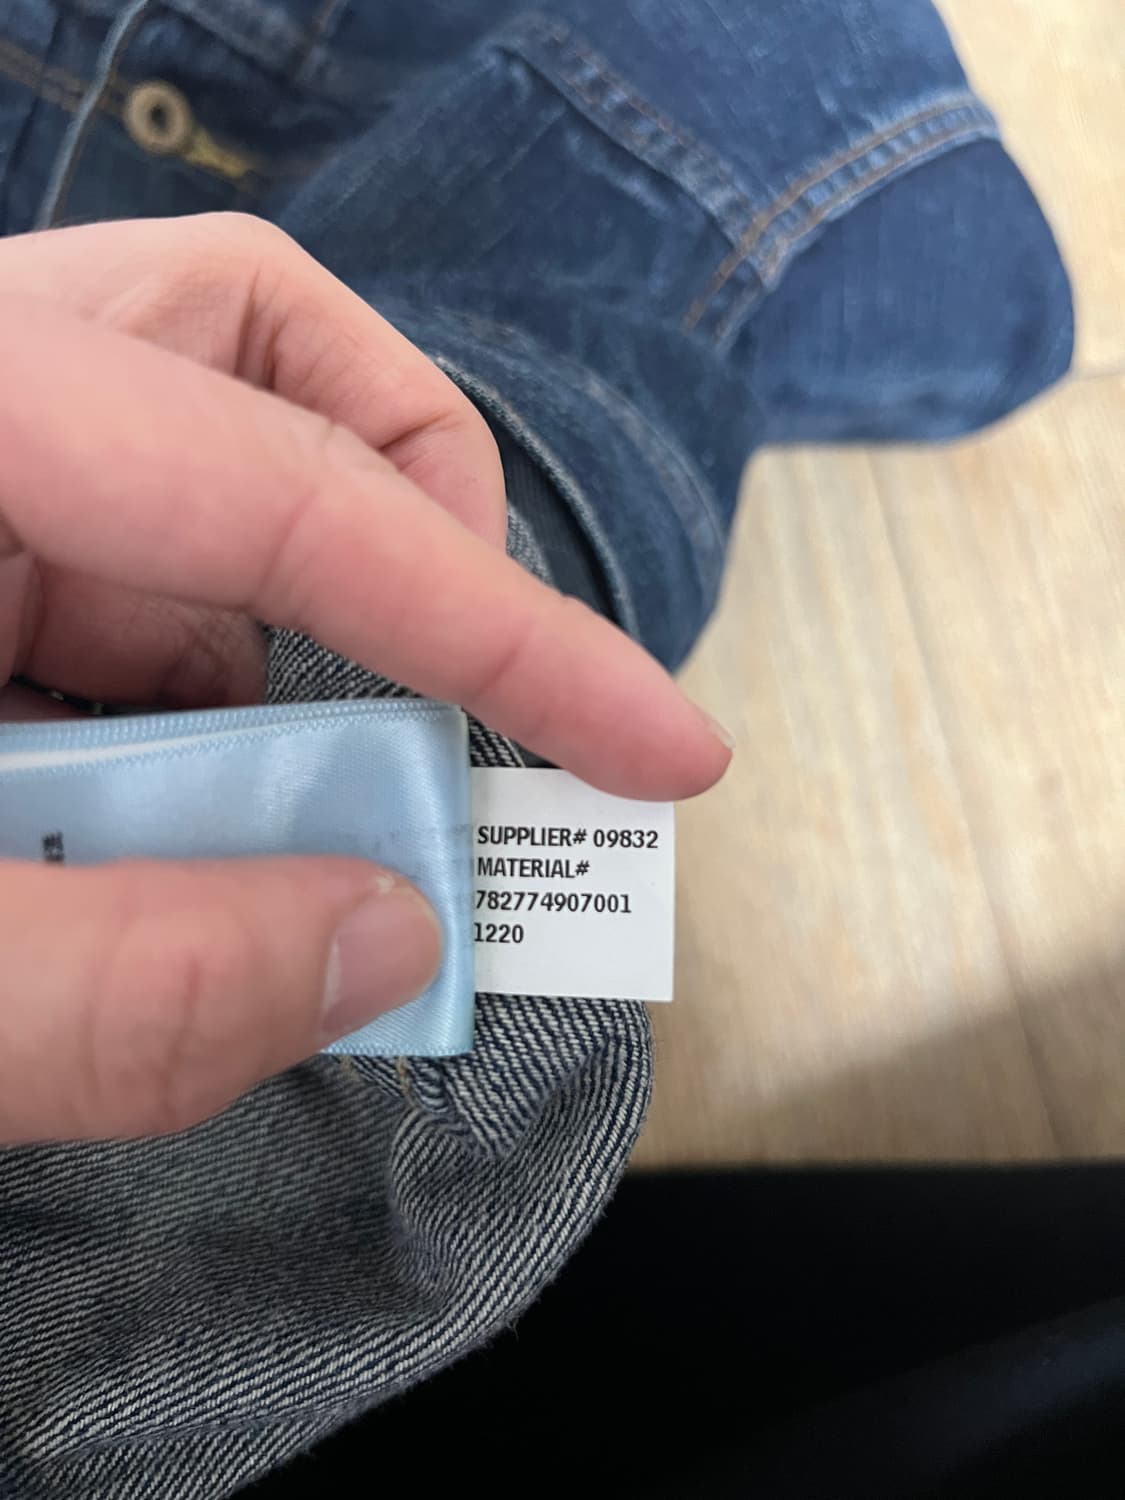 SUPPLIER# 09832
MATERIAL#
782774907001
1220